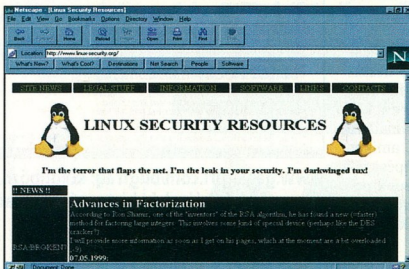 Netscape - [Linux Security Resources]
File Edit View Go Bookmarks Options Directory Window Help
Back Forward Home Reload Images Open Print Find Stop
Location: http://www.linux-security.org/
What's New? What's Cool? Destinations Net Search People Software
N
SITE NEWS LEGAL STUFF INFORMATION SOFTWARE LINKS CONTACTS
LINUX SECURITY RESOURCES
I'm the terror that flaps the net. I'm the leak in your security. I'm darkwinged tux!
!! NEWS !!
Advances in Factorization
According to Ron Shamir, one of the "inventors" of the RSA algorithm, he has found a new (=faster)
method for factoring large integers. This involves some kind of special device (perhaps like the DES
cracker?)
I will provide more information as soon as I get on his pages, which at the moment are a bit overloaded
RSA BROKEN?
07.05.1999:
Document: Done